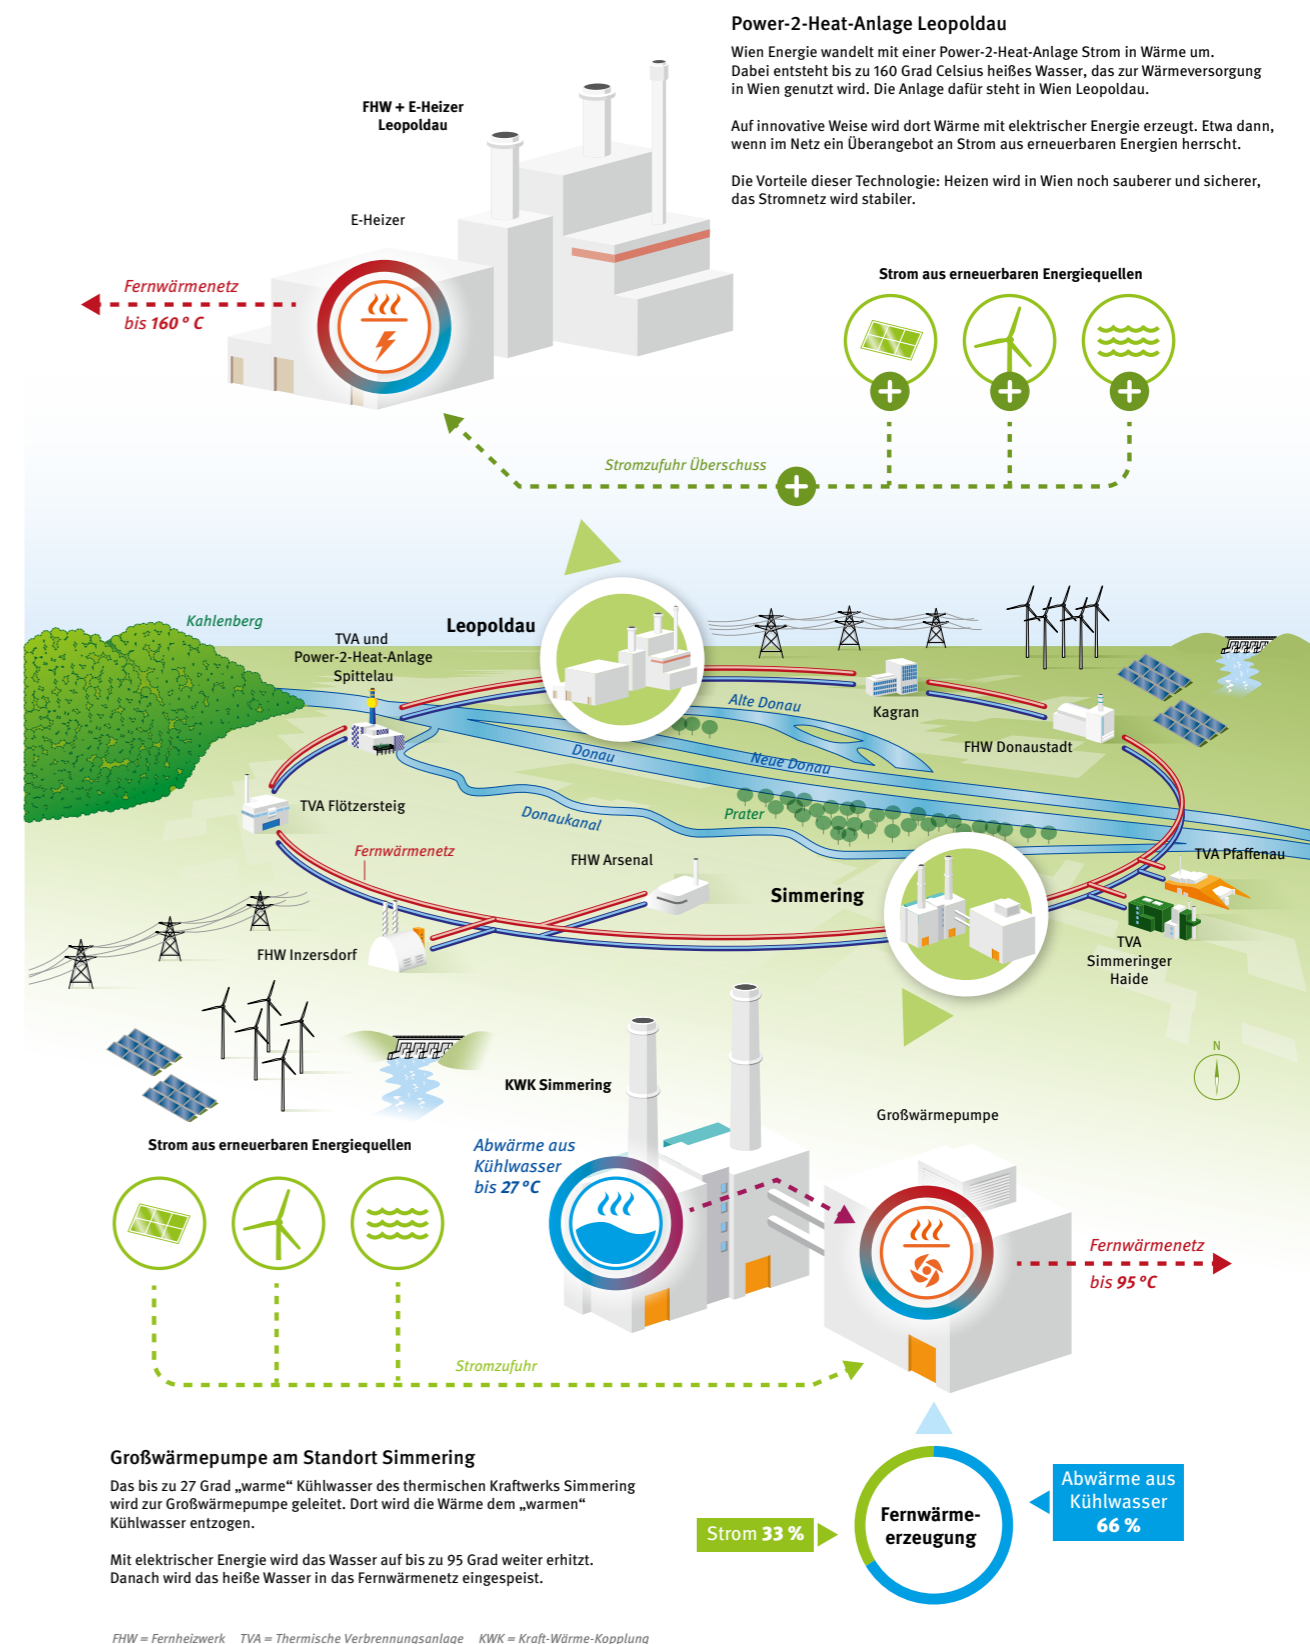 Power-2-Heat-Anlage Leopoldau
Wien Energie wandelt mit einer Power-2-Heat-Anlage Strom in Wärme um.
Dabei entsteht bis zu 160 Grad Celsius heißes Wasser, das zur Wärmeversorgung
in Wien genutzt wird. Die Anlage dafür steht in Wien Leopoldau.
Auf innovative Weise wird dort Wärme mit elektrischer Energie erzeugt. Etwa dann,
wenn im Netz ein Überangebot an Strom aus erneuerbaren Energien herrscht.
Die Vorteile dieser Technologie: Heizen wird in Wien noch sauberer und sicherer,
das Stromnetz wird stabiler.
FHW + E-Heizer
Leopoldau
E-Heizer
Fernwärmenetz
bis 160° C
Strom aus erneuerbaren Energiequellen
Stromzufuhr Überschuss
Kahlenberg
Leopoldau
TVA und
Power-2-Heat-Anlage
Spittelau
Alte Donau
Kagran
FHW Donaustadt
Donau
Neue Donau
TVA Flötzersteig
Donaukanal
Prater
Fernwärmenetz
FHW Arsenal
TVA Pfaffenau
Simmering
FHW Inzersdorf
TVA
Simmeringer
Haide
N
KWK Simmering
Großwärmepumpe
Strom aus erneuerbaren Energiequellen
Abwärme aus
Kühlwasser
bis 27°C
Fernwärmenetz
bis 95°C
Stromzufuhr
Großwärmepumpe am Standort Simmering
Das bis zu 27 Grad „warme“ Kühlwasser des thermischen Kraftwerks Simmering
wird zur Großwärmepumpe geleitet. Dort wird die Wärme dem „warmen“
Kühlwasser entzogen.
Mit elektrischer Energie wird das Wasser auf bis zu 95 Grad weiter erhitzt.
Danach wird das heiße Wasser in das Fernwärmenetz eingespeist.
Strom 33 %
Fernwärme-
erzeugung
Abwärme aus
Kühlwasser
66 %
FHW = Fernheizwerk TVA = Thermische Verbrennungsanlage KWK = Kraft-Wärme-Kopplung